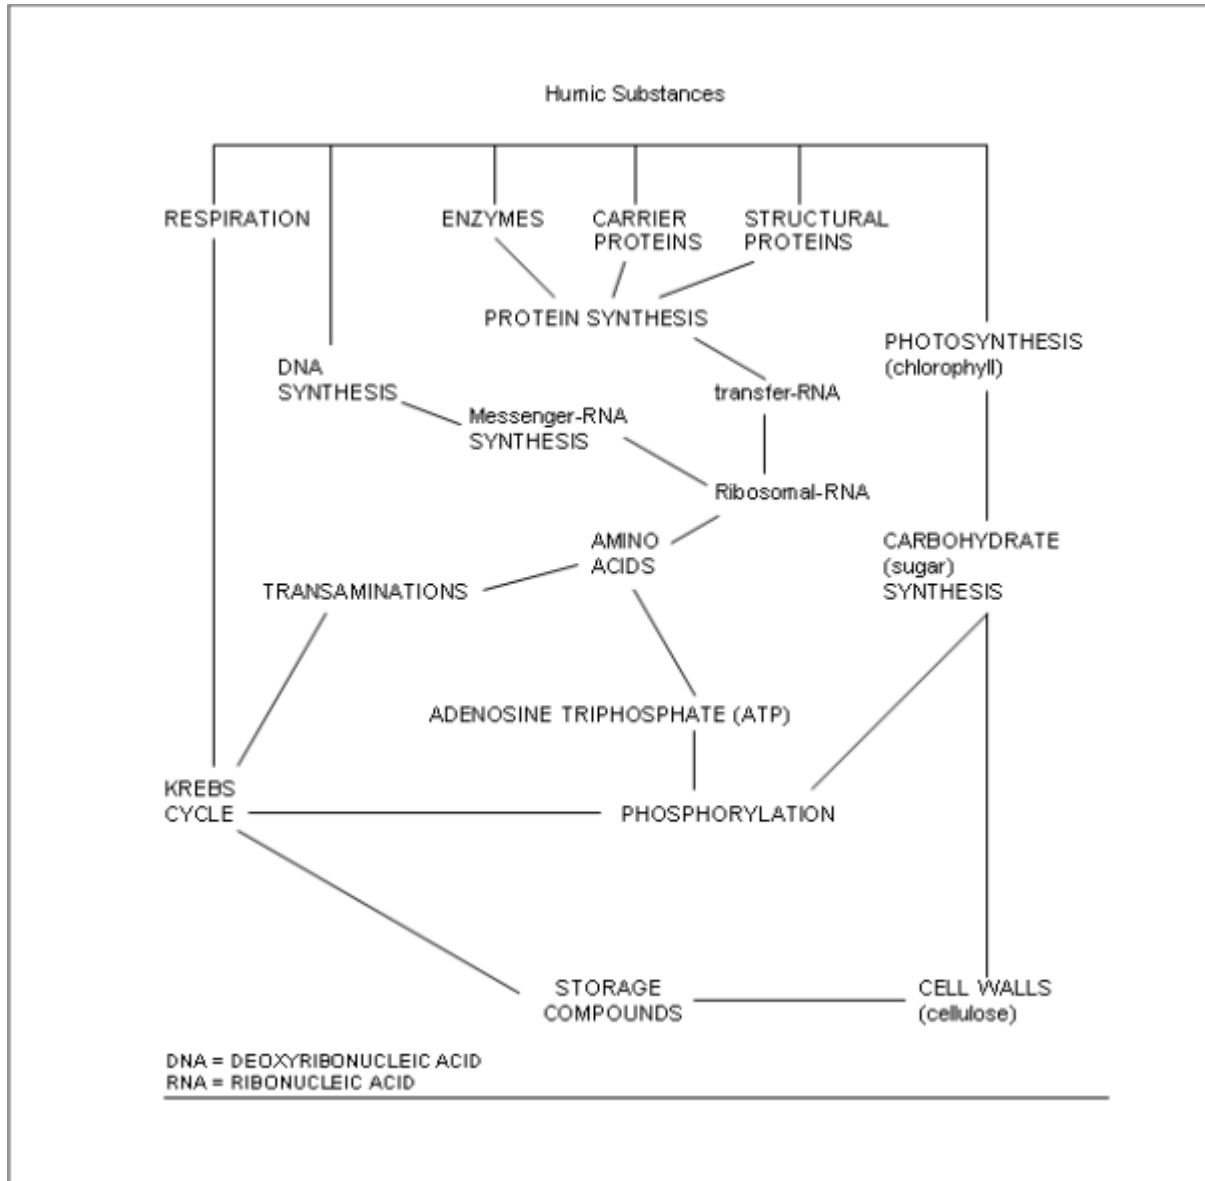 Humic Substances
RESPIRATION
ENZYMES
CARRIER
PROTEINS
STRUCTURAL
PROTEINS
PROTEIN SYNTHESIS
PHOTOSYNTHESIS
(chlorophyll)
DNA
SYNTHESIS
transfer-RNA
Messenger-RNA
SYNTHESIS
Ribosomal-RNA
AMINO
ACIDS
CARBOHYDRATE
(sugar)
SYNTHESIS
TRANSAMINATIONS
ADENOSINE TRIPHOSPHATE (ATP)
KREBS
CYCLE
PHOSPHORYLATION
STORAGE
COMPOUNDS
CELL WALLS
(cellulose)
DNA = DEOXYRIBONUCLEIC ACID
RNA = RIBONUCLEIC ACID